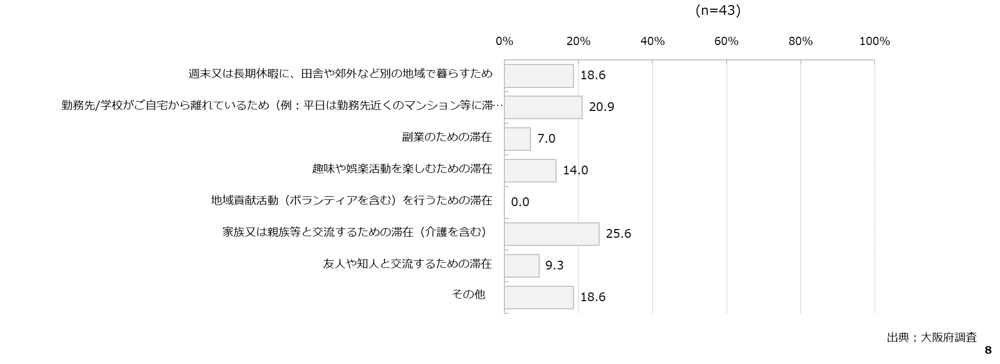 (n=43)
0% 20% 40% 60% 80% 100%
週末又は長期休暇に、田舎や郊外など別の地域で暮らすため 18.6
勤務先/学校がご自宅から離れているため（例：平日は勤務先近くのマンション等に滞… 20.9
副業のための滞在 7.0
趣味や娯楽活動を楽しむための滞在 14.0
地域貢献活動（ボランティアを含む）を行うための滞在 0.0
家族又は親族等と交流するための滞在（介護を含む） 25.6
友人や知人と交流するための滞在 9.3
その他 18.6
出典：大阪府調査
8